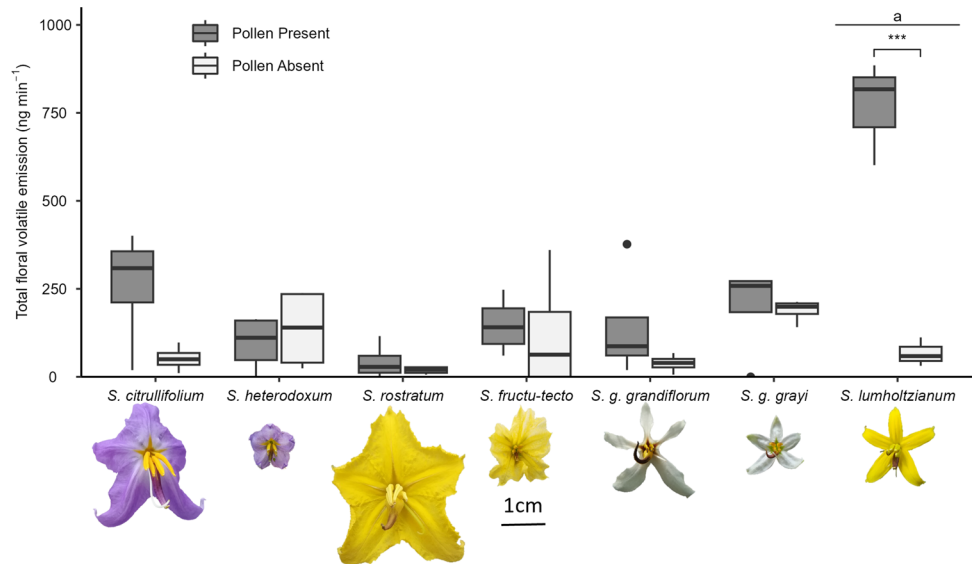 Total floral volatile emission (ng min⁻¹)
1000
750
500
250
0
Pollen Present
Pollen Absent
a
***
S. citrullifolium
S. heterodoxum
S. rostratum
S. fructu-tecto
S. g. grandiflorum
S. g. grayi
S. lumholtzianum
1cm